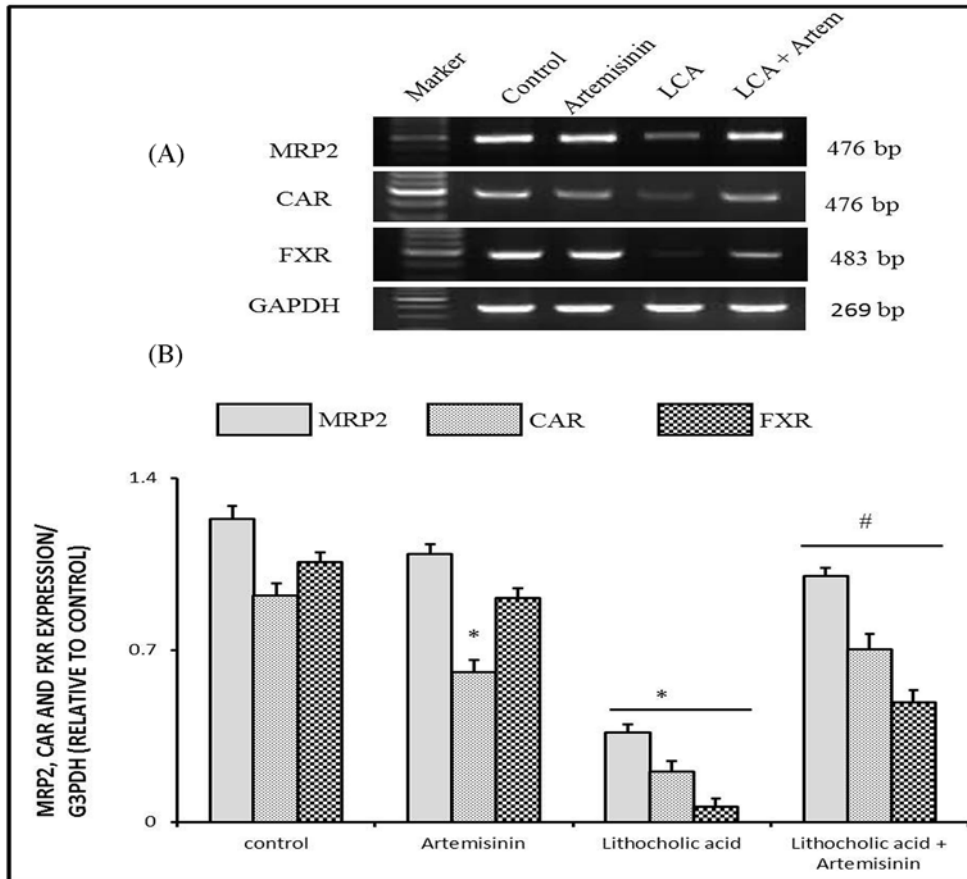 Marker Control Artemisinin LCA LCA + Artem
(A)
MRP2 476 bp
CAR 476 bp
FXR 483 bp
GAPDH 269 bp
(B)
MRP2 CAR FXR
MRP2, CAR AND FXR EXPRESSION/
G3PDH (RELATIVE TO CONTROL)
1.4
0.7
0
*
*
#
control Artemisinin Lithocholic acid Lithocholic acid +
Artemisinin